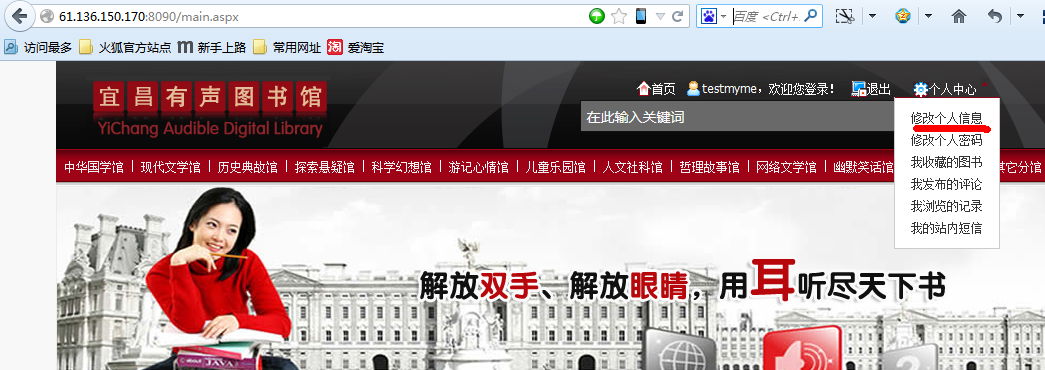 61.136.150.170:8090/main.aspx
百度 <Ctrl+.
访问最多 火狐官方站点 新手上路 常用网址 爱淘宝
宜昌有声图书馆
YiChang Audible Digital Library
首页 testmyme，欢迎您登录！ 退出 个人中心
在此输入关键词
修改个人信息
修改个人密码
我收藏的图书
我发布的评论
我浏览的记录
我的站内短信
中华国学馆 现代文学馆 历史典故馆 探索悬疑馆 科学幻想馆 游记心情馆 儿童乐园馆 人文社科馆 哲理故事馆 网络文学馆 幽默笑话馆 其它分馆
解放双手、解放眼睛，用耳听尽天下书
JAVA